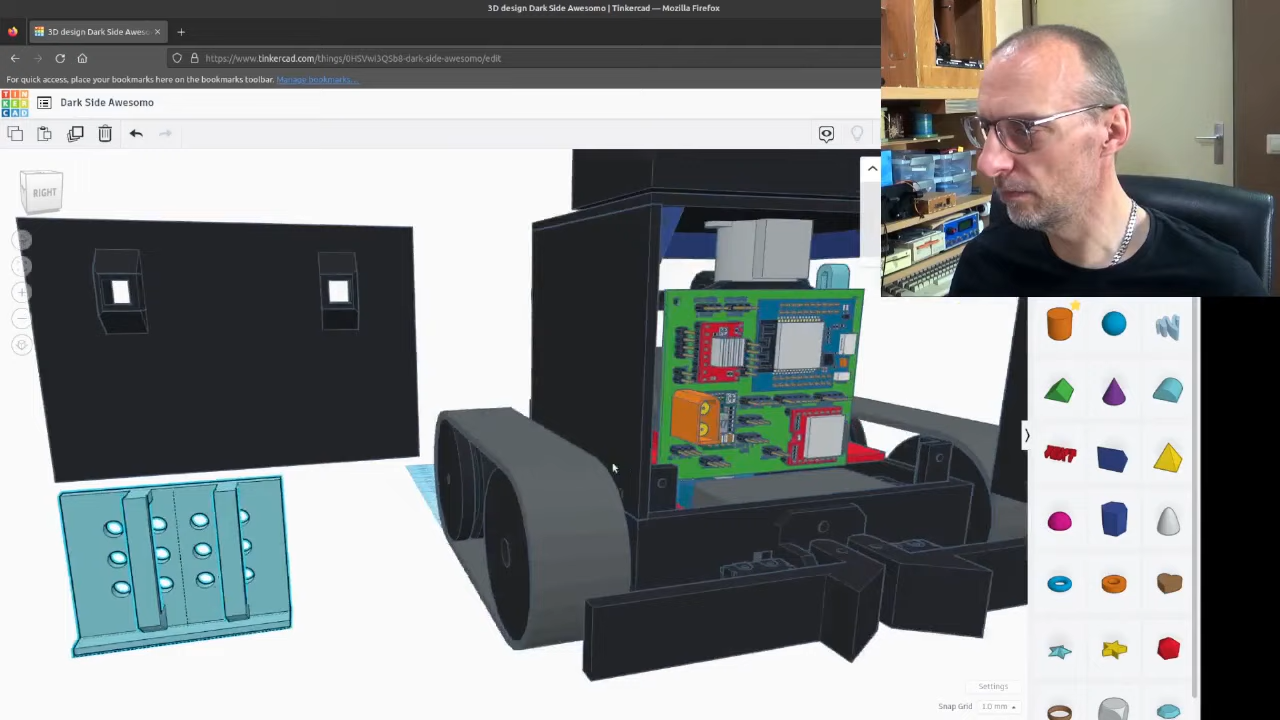 3D design Dark Side Awesomo | Tinkercad — Mozilla Firefox
3D design Dark Side Aweso
https://www.tinkercad.com/things/0HSVwI3QSb8-dark-side-awesomo/edit
For quick access, place your bookmarks here on the bookmarks toolbar. Manage bookmarks...
TIN
KER
CAD
Dark SIde Awesomo
RIGHT
Settings
Snap Grid 1.0 mm